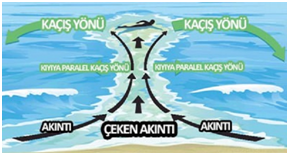 KAÇIŞ YÖNÜ
KAÇIŞ YÖNÜ
KIYIYA PARALEL KAÇIŞ YÖNÜ
KIYIYA PARALEL KAÇIŞ YÖNÜ
AKINTI
ÇEKEN AKINTI
AKINTI